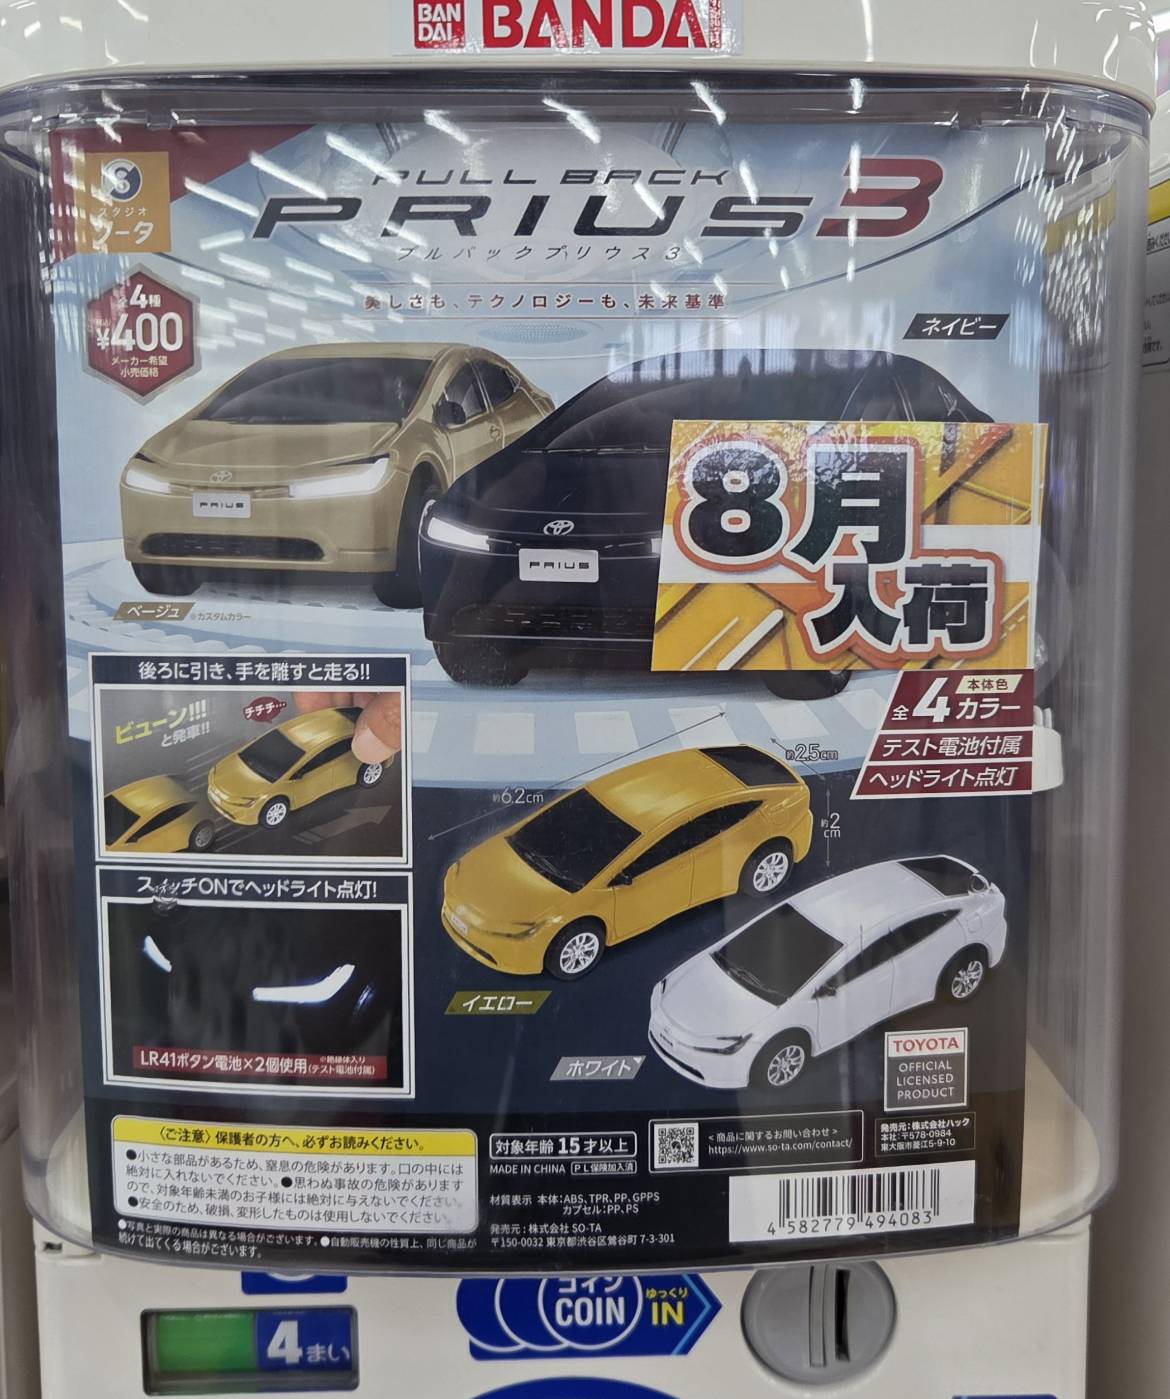 BAN
DAI
BANDAI
スタジオ
ソータ
PULL BACK
PRIUS3
プルバックプリウス3
美しさも、テクノロジーも、未来基準
全4種
税込
¥400
メーカー希望
小売価格
ネイビー
PRIUS
PRIUS
8月
入荷
ベージュ ※カスタムカラー
後ろに引き、手を離すと走る!!
ビューン!!!
と発車!!
チチチ…
本体色
全4カラー
テスト電池付属
ヘッドライト点灯
約6.2cm
約2.5cm
約2
cm
スイッチONでヘッドライト点灯!
LR41ボタン電池×2個使用
※絶縁体入り
(テスト電池付属)
イエロー
ホワイト
TOYOTA
OFFICIAL
LICENSED
PRODUCT
〈ご注意〉保護者の方へ、必ずお読みください。
●小さな部品があるため、窒息の危険があります。口の中には
絶対に入れないでください。●思わぬ事故の危険があります
ので、対象年齢未満のお子様には絶対に与えないでください。
●安全のため、破損、変形したものは使用しないでください。
●写真と実際の商品は異なる場合がございます。●自動販売機の性質上、同じ商品が
続けて出てくる場合がございます。
対象年齢15才以上
MADE IN CHINA PL保険加入済
材質表示 本体:ABS, TPR, PP, GPPS
カプセル:PP、PS
発売元:株式会社 SO-TA
〒150-0032 東京都渋谷区鶯谷町 7-3-301
<商品に関するお問い合わせ>
https://www.so-ta.com/contact/
発売元:株式会社ハック
本社:〒578-0984
東大阪市菱江5-9-10
4 582779 494083
4まい
コイン
COIN
ゆっくり
IN